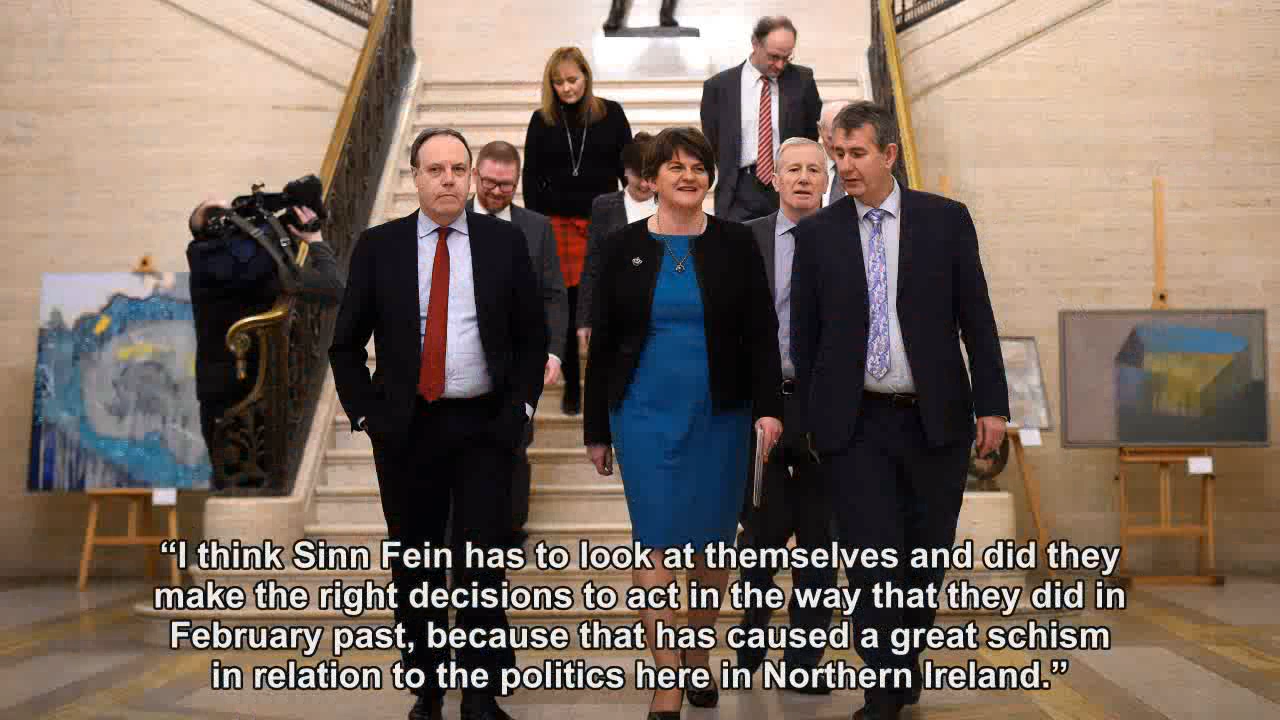 “I think Sinn Fein has to look at themselves and did they
make the right decisions to act in the way that they did in
February past, because that has caused a great schism
in relation to the politics here in Northern Ireland.”